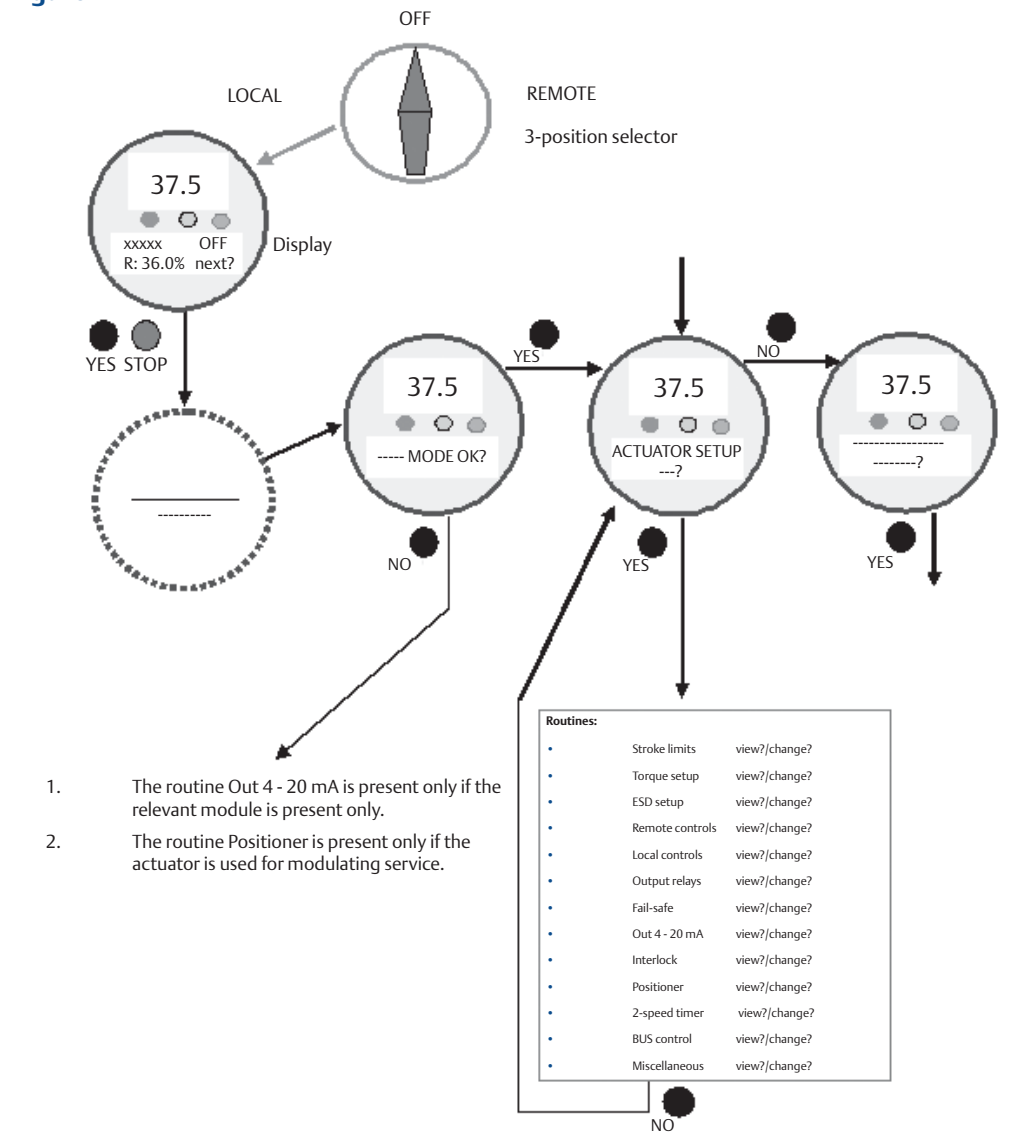 OFF
LOCAL
REMOTE
3-position selector
37.5
xxxxx OFF
R: 36.0% next?
Display
YES STOP
----------
37.5
----- MODE OK?
YES
NO
37.5
ACTUATOR SETUP
---?
NO
YES
37.5
-----------------
--------?
YES
1. The routine Out 4 - 20 mA is present only if the
relevant module is present only.
2. The routine Positioner is present only if the
actuator is used for modulating service.
Routines:
• Stroke limits view?/change?
• Torque setup view?/change?
• ESD setup view?/change?
• Remote controls view?/change?
• Local controls view?/change?
• Output relays view?/change?
• Fail-safe view?/change?
• Out 4 - 20 mA view?/change?
• Interlock view?/change?
• Positioner view?/change?
• 2-speed timer view?/change?
• BUS control view?/change?
• Miscellaneous view?/change?
NO